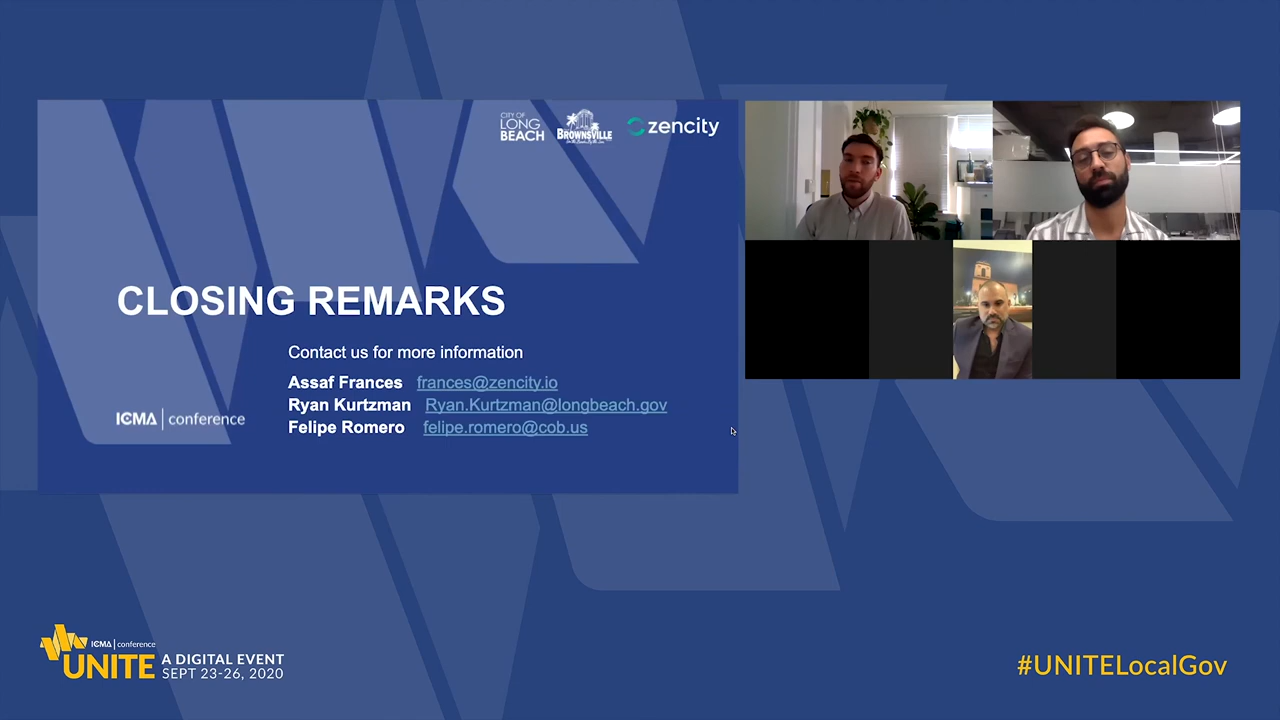 CITY OF
LONG
BEACH
BROWNSVILLE
zencity
CLOSING REMARKS
Contact us for more information
Assaf Frances frances@zencity.io
Ryan Kurtzman Ryan.Kurtzman@longbeach.gov
Felipe Romero felipe.romero@cob.us
ICMA | conference
ICMA | conference
UNITE A DIGITAL EVENT
SEPT 23-26, 2020
#UNITELocalGov